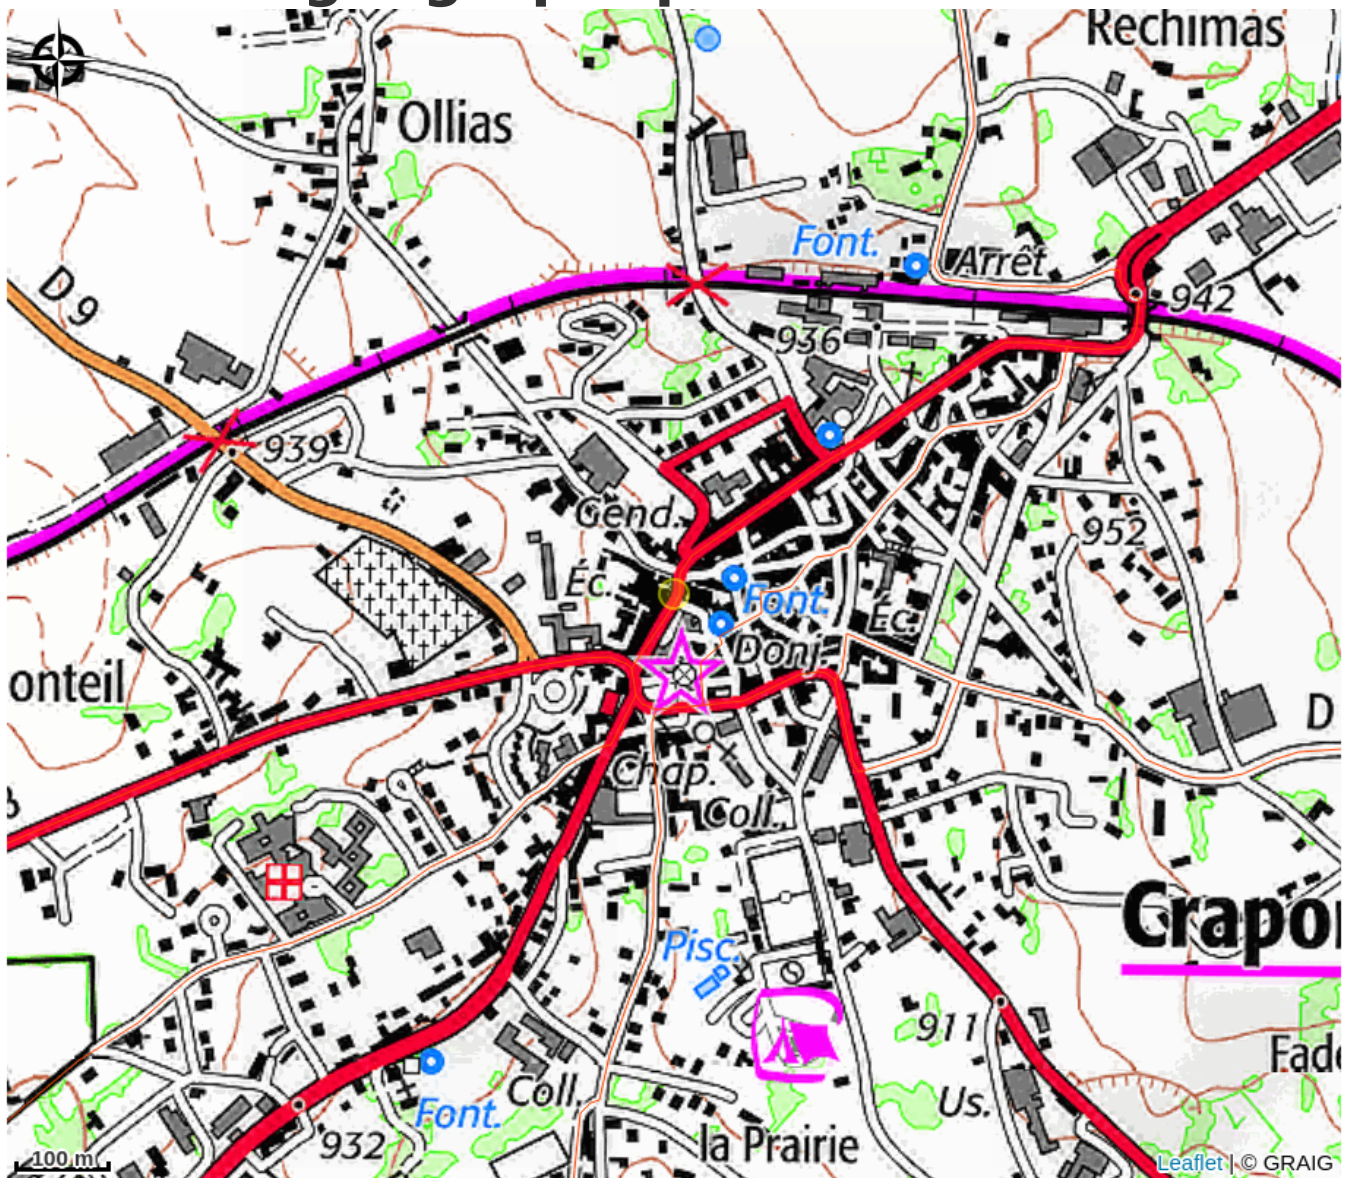 Rechimas
Ollias
Font.
Arrêt
D 9
942
936
939
Gend.
952
Éc.
Font.
Éc.
Donj.
onteil
D
Chap.
Coll.
Crapo
Pisc.
911
Fad
Coll.
Us.
Font.
932
la Prairie
100 m
Leaflet | © GRAIG